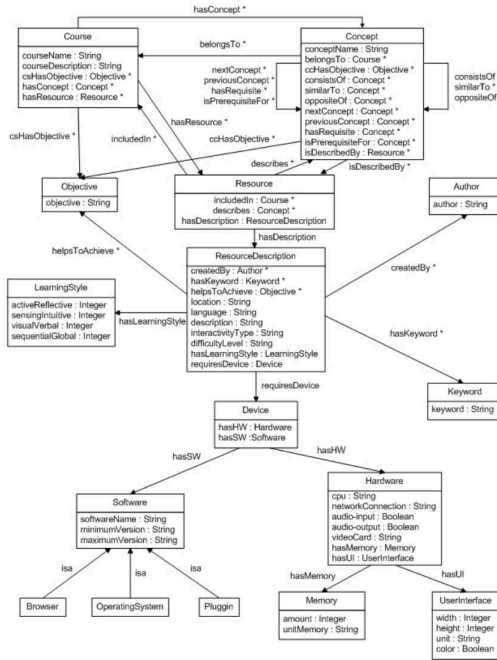 hasConcept *
Course
courseName : String
courseDescription : String
csHasObjective : Objective *
hasConcept : Concept *
hasResource : Resource *
belongsTo *
Concept
conceptName : String
belongsTo : Course *
ccHasObjective : Objective *
consistsOf : Concept *
similarTo : Concept *
oppositeOf : Concept *
nextConcept : Concept *
previousConcept : Concept *
hasRequisite : Concept *
isPrerequisiteFor : Concept *
isDescribedBy : Resource *
nextConcept *
previousConcept *
hasRequisite *
isPrerequisiteFor *
consistsOf
similarTo *
oppositeOf
csHasObjective *
includedIn *
hasResource *
ccHasObjective *
describes *
isDescribedBy *
Objective
objective : String
Resource
includedIn : Course *
describes : Concept *
hasDescription : ResourceDescription
Author
author : String
hasDescription
helpsToAchieve *
ResourceDescription
createdBy : Author *
hasKeyword : Keyword *
helpsToAchieve : Objective *
location : String
language : String
description : String
interactivityType : String
difficultyLevel : String
hasLearningStyle : LearningStyle
requiresDevice : Device
createdBy *
LearningStyle
activeReflective : Integer
sensingIntuitive : Integer
visualVerbal : Integer
sequentialGlobal : Integer
hasLearningStyle
hasKeyword *
Keyword
keyword : String
requiresDevice
Device
hasHW : Hardware
hasSW :Software
hasSW
hasHW
Software
softwareName : String
minimumVersion : String
maximumVersion : String
Hardware
cpu : String
networkConnection : String
audio-input : Boolean
audio-output : Boolean
videoCard : String
hasMemory : Memory
hasUI : UserInterface
isa
isa
isa
Browser
OperatingSystem
Pluggin
hasMemory
hasUI
Memory
amount : Integer
unitMemory : String
UserInterface
width : Integer
height : Integer
unit : String
color : Boolean